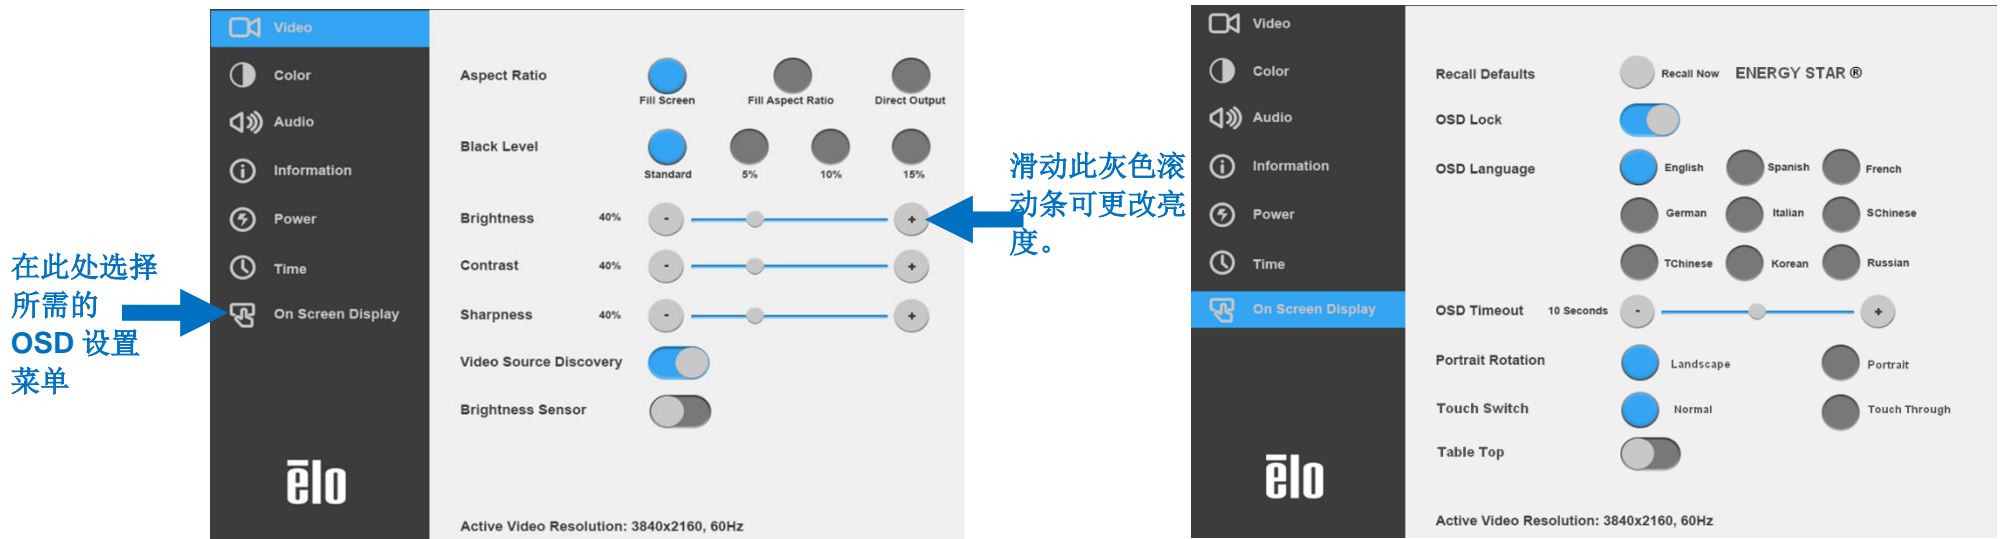 在此处选择
所需的
OSD 设置
菜单
Video
Color
Audio
Information
Power
Time
On Screen Display
ēlo
Aspect Ratio
Fill Screen Fill Aspect Ratio Direct Output
Black Level
Standard 5% 10% 15%
Brightness 40% - +
Contrast 40% - +
Sharpness 40% - +
Video Source Discovery
Brightness Sensor
Active Video Resolution: 3840x2160, 60Hz
滑动此灰色滚
动条可更改亮
度。
Video
Color
Audio
Information
Power
Time
On Screen Display
ēlo
Recall Defaults Recall Now ENERGY STAR ®
OSD Lock
OSD Language English Spanish French
German Italian SChinese
TChinese Korean Russian
OSD Timeout 10 Seconds - +
Portrait Rotation Landscape Portrait
Touch Switch Normal Touch Through
Table Top
Active Video Resolution: 3840x2160, 60Hz